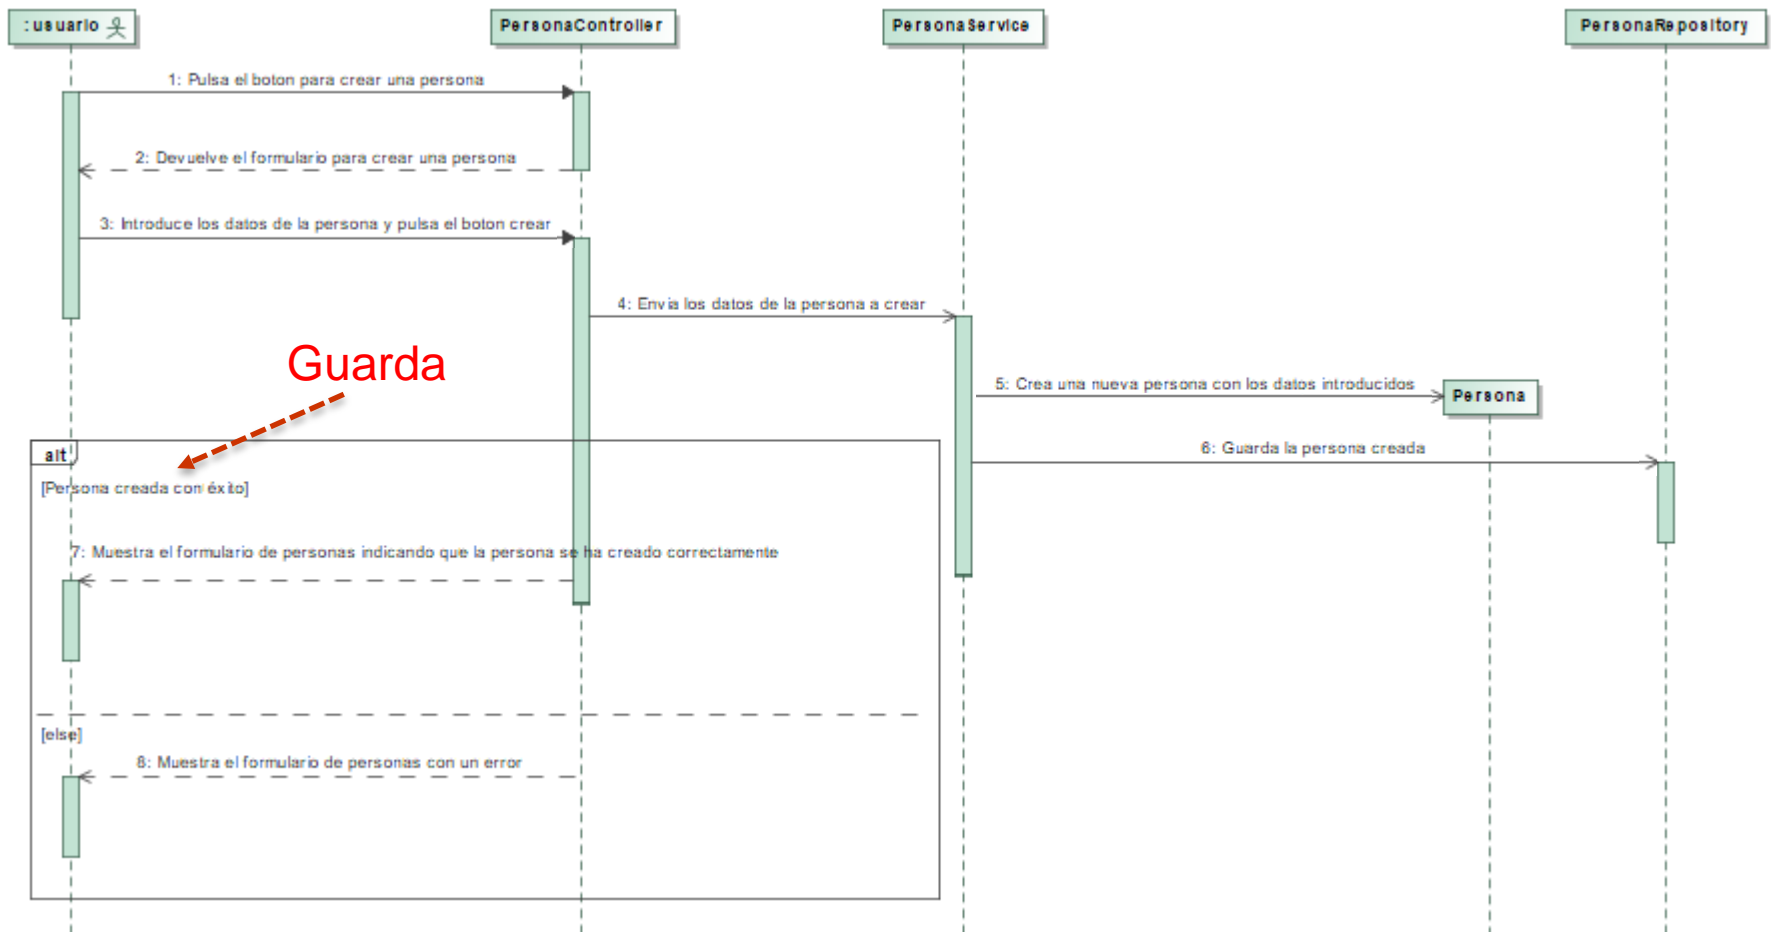 : usuario
PersonaController
PersonaService
PersonaRepository
1: Pulsa el boton para crear una persona
2: Devuelve el formulario para crear una persona
3: Introduce los datos de la persona y pulsa el boton crear
4: Envia los datos de la persona a crear
Guarda
5: Crea una nueva persona con los datos introducidos
Persona
alt
6: Guarda la persona creada
[Persona creada con éxito]
7: Muestra el formulario de personas indicando que la persona se ha creado correctamente
[else]
8: Muestra el formulario de personas con un error